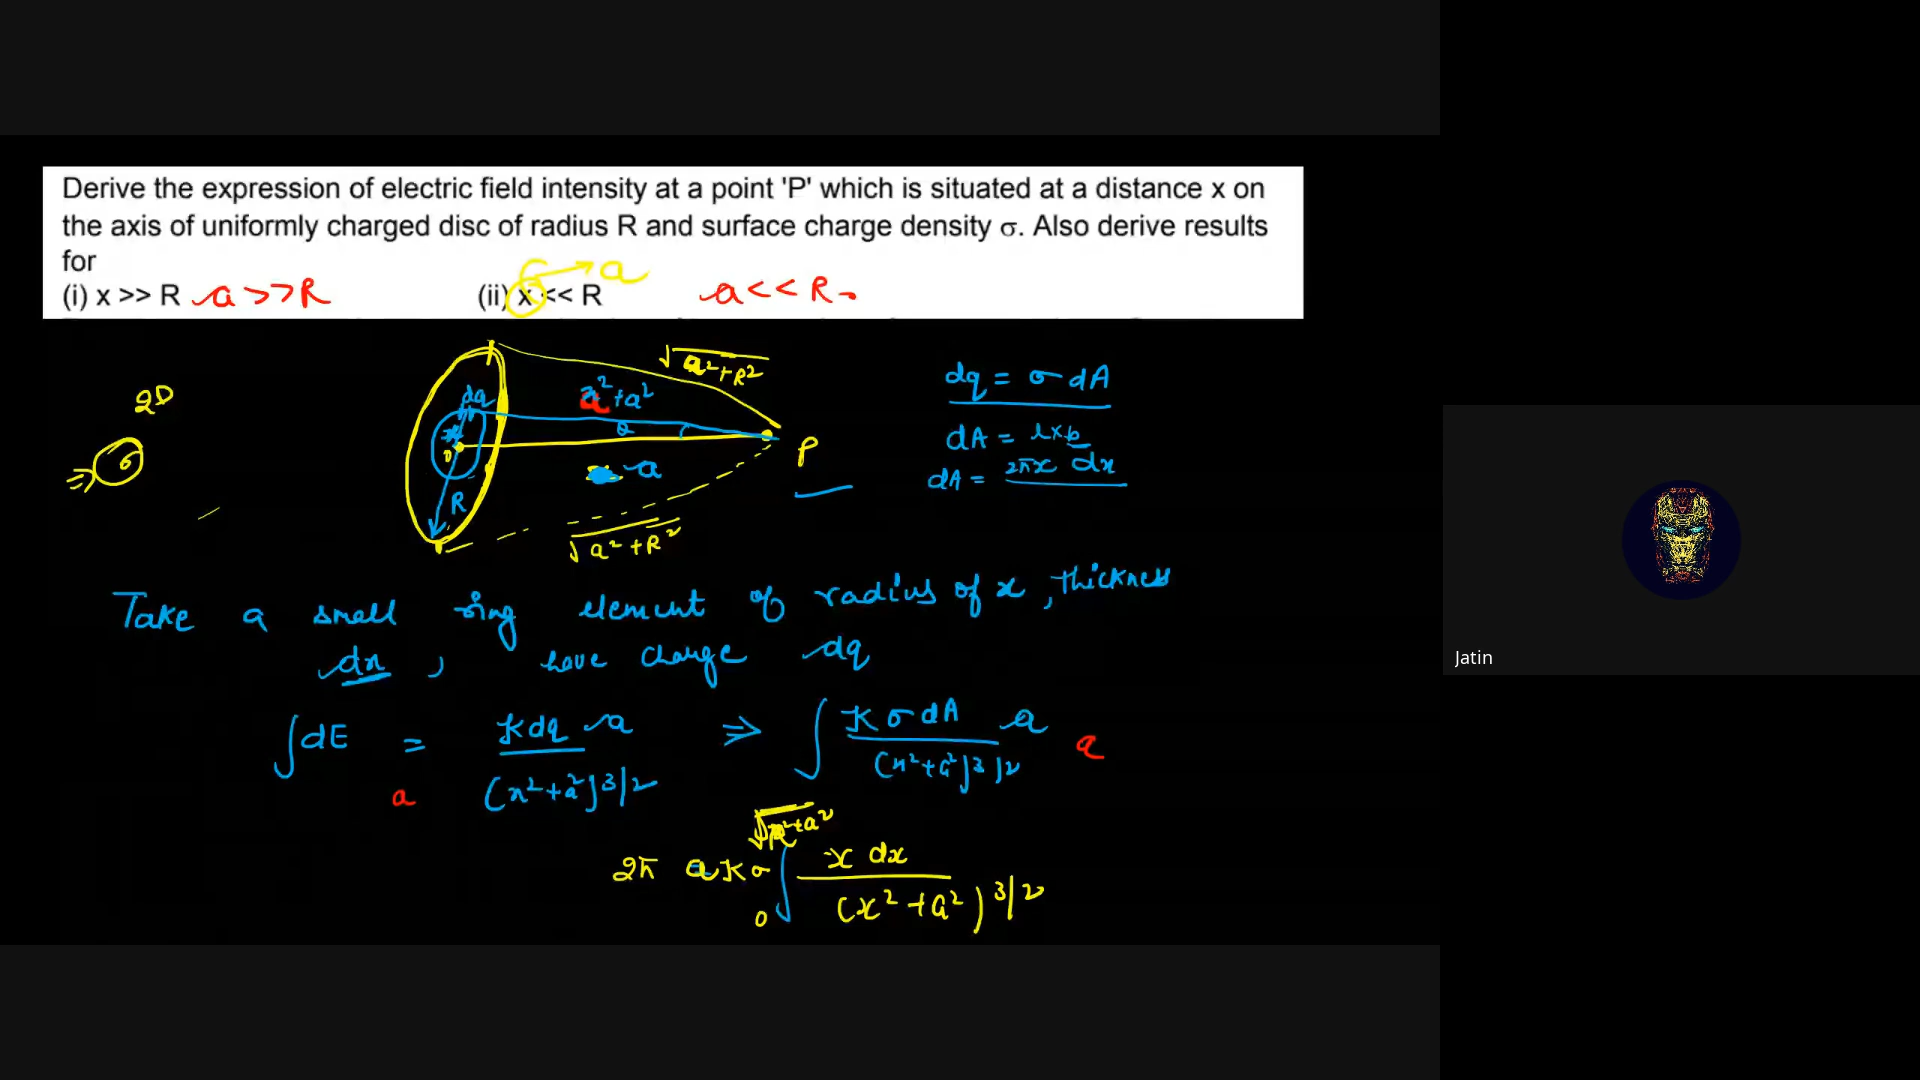 Derive the expression of electric field intensity at a point 'P' which is situated at a distance x on
the axis of uniformly charged disc of radius R and surface charge density σ. Also derive results
for
(i) x >> R a >> R (ii) x << R → a a << R
√a²+R²
2D
dq
x²+a²
dq = σ dA
θ
x
O
P
dA = l×b
σ
a
dA = 2πx dx
R
√a²+R²
Take a small ring element of radius of x, thickness
dx, have charge dq
∫dE = Kdq a / (x²+a²)3/2 ⇒ ∫ KσdA a / (x²+a²)3/2 a
a
2π a K σ ∫ x dx / (x²+a²)3/2
0
Jatin